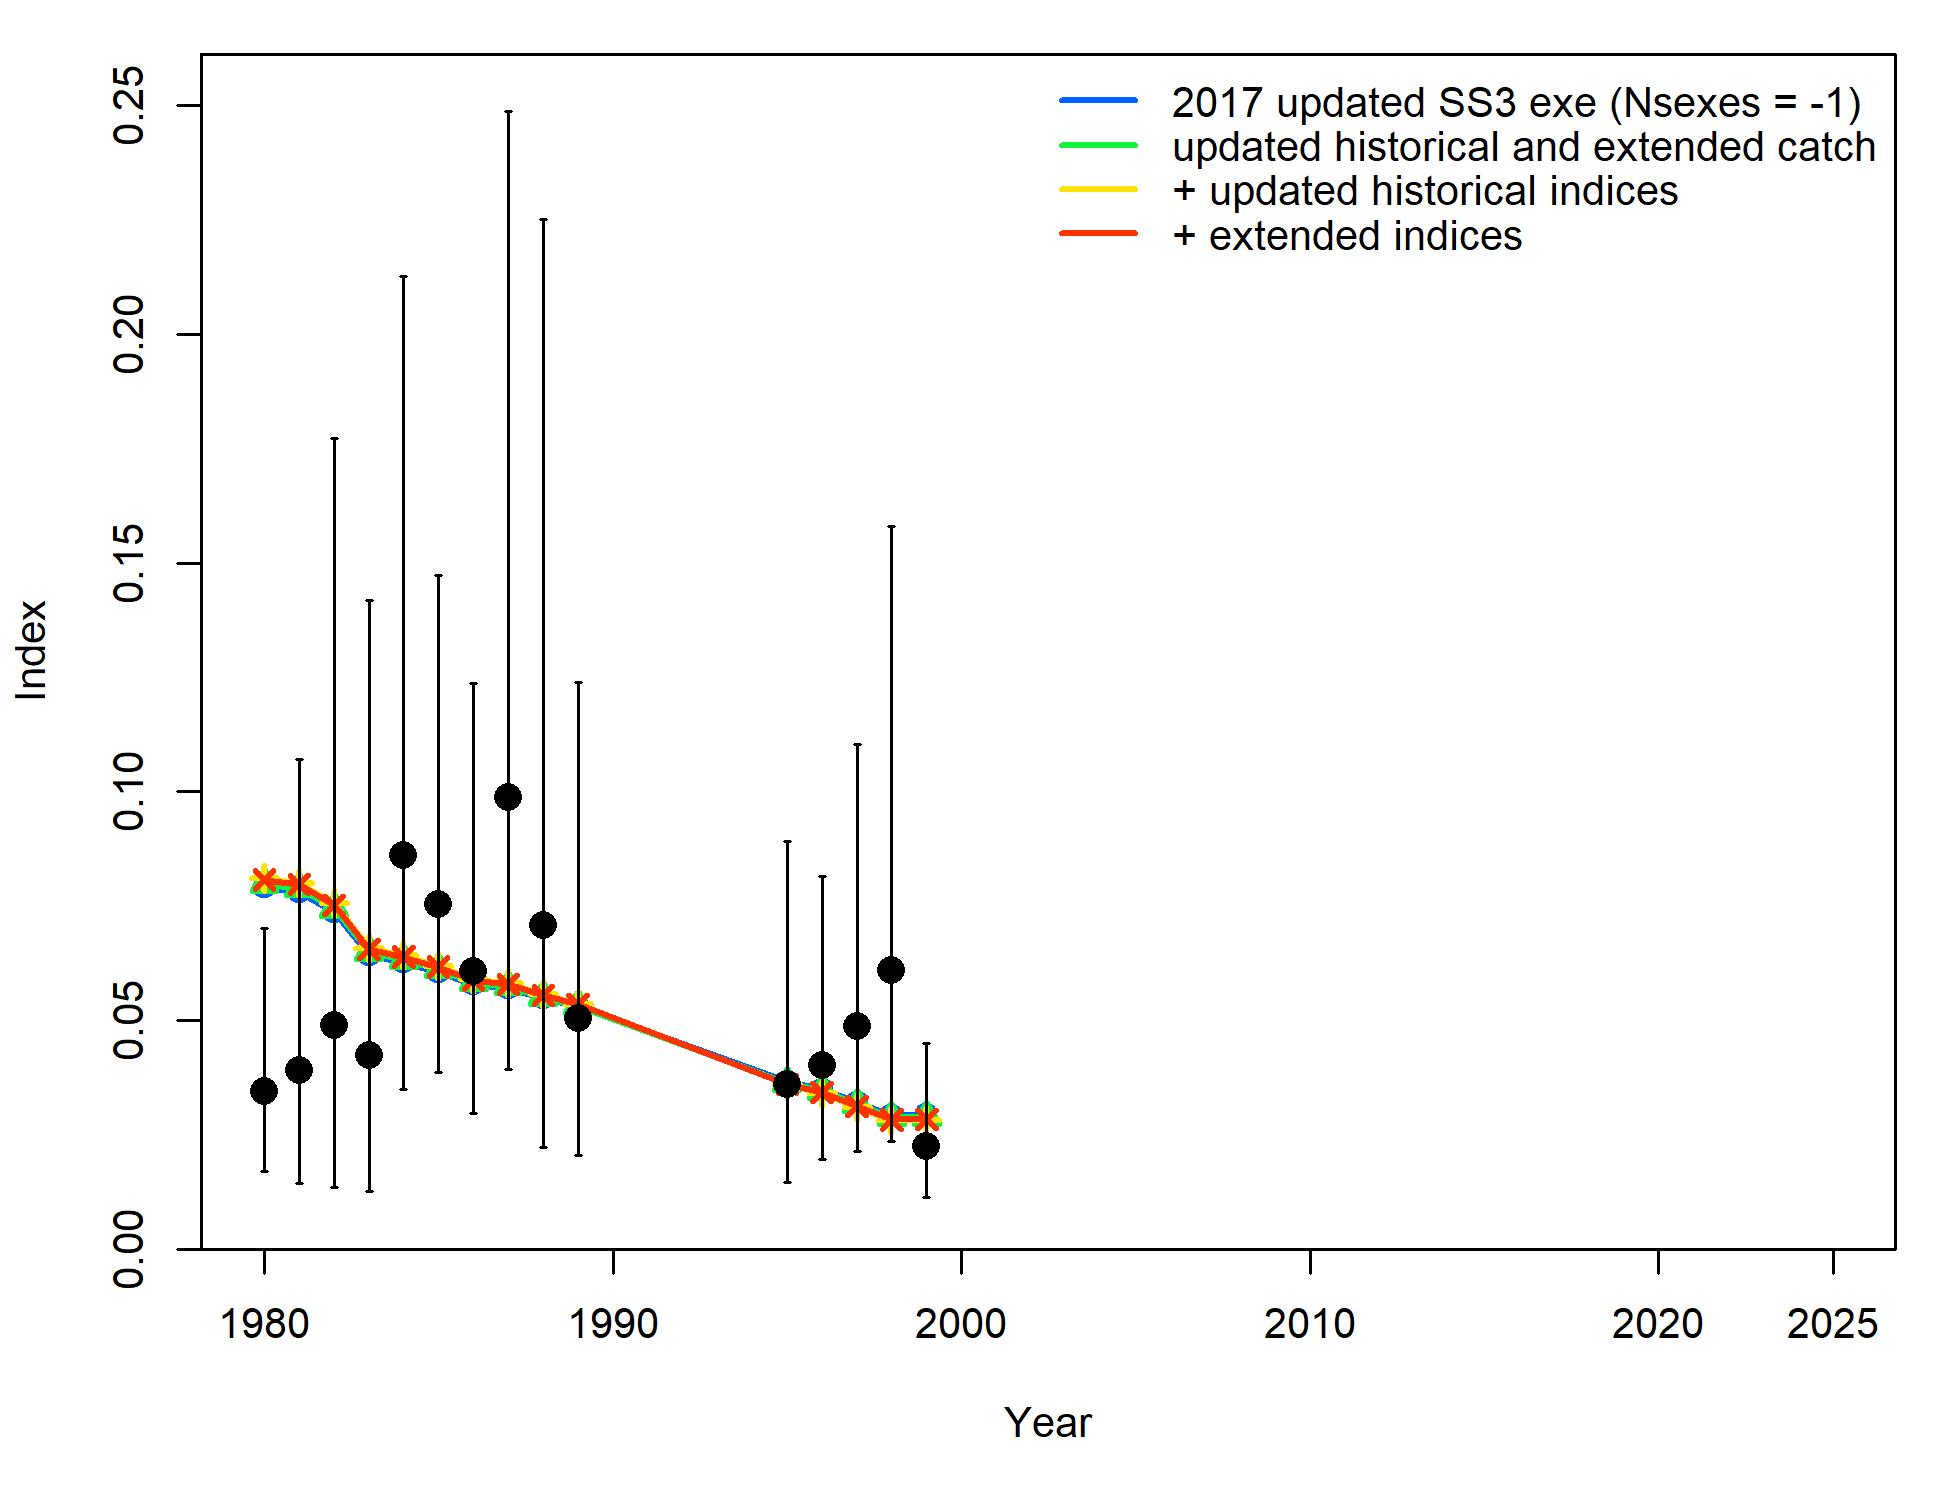 2017 updated SS3 exe (Nsexes = -1)
updated historical and extended catch
+ updated historical indices
+ extended indices
0.25
0.20
0.15
0.10
0.05
0.00
Index
1980 1990 2000 2010 2020 2025
Year